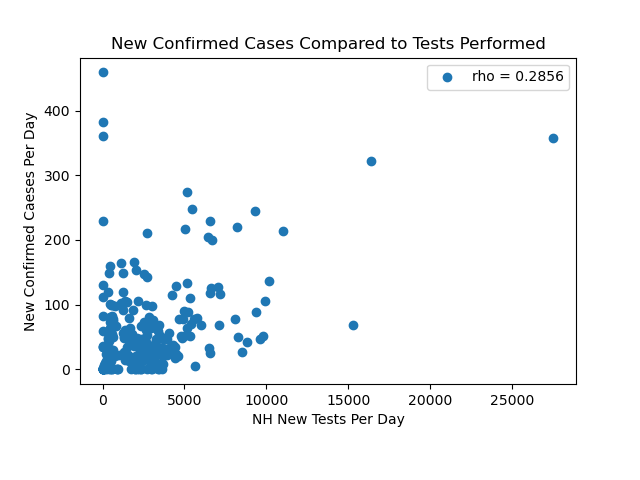 New Confirmed Cases Compared to Tests Performed
rho = 0.2856
New Confirmed Caeses Per Day
400
300
200
100
0
0 5000 10000 15000 20000 25000
NH New Tests Per Day